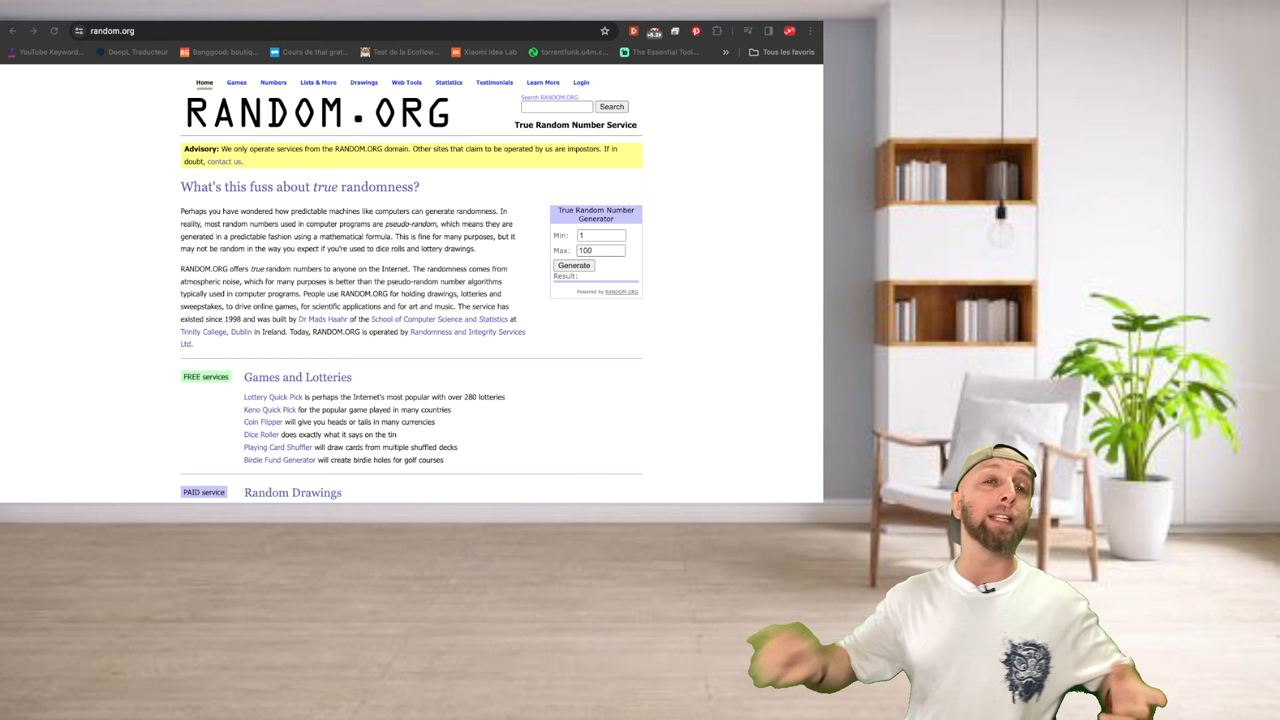 random.org
YouTube Keyword...
DeepL Traducteur
Banggood: boutiq...
Cours de thaï grat...
Test de la Ecoflow...
Xiaomi Idea Lab
torrentfunk.u4m.c...
The Essential Tool...
»
Tous les favoris
Home Games Numbers Lists & More Drawings Web Tools Statistics Testimonials Learn More Login
RANDOM.ORG
Search RANDOM.ORG
Search
True Random Number Service
Advisory: We only operate services from the RANDOM.ORG domain. Other sites that claim to be operated by us are impostors. If in
doubt, contact us.
What's this fuss about true randomness?
Perhaps you have wondered how predictable machines like computers can generate randomness. In
reality, most random numbers used in computer programs are pseudo-random, which means they are
generated in a predictable fashion using a mathematical formula. This is fine for many purposes, but it
may not be random in the way you expect if you're used to dice rolls and lottery drawings.
RANDOM.ORG offers true random numbers to anyone on the Internet. The randomness comes from
atmospheric noise, which for many purposes is better than the pseudo-random number algorithms
typically used in computer programs. People use RANDOM.ORG for holding drawings, lotteries and
sweepstakes, to drive online games, for scientific applications and for art and music. The service has
existed since 1998 and was built by Dr Mads Haahr of the School of Computer Science and Statistics at
Trinity College, Dublin in Ireland. Today, RANDOM.ORG is operated by Randomness and Integrity Services
Ltd.
True Random Number
Generator
Min: 1
Max: 100
Generate
Result:
Powered by RANDOM.ORG
FREE services
Games and Lotteries
Lottery Quick Pick is perhaps the Internet's most popular with over 280 lotteries
Keno Quick Pick for the popular game played in many countries
Coin Flipper will give you heads or tails in many currencies
Dice Roller does exactly what it says on the tin
Playing Card Shuffler will draw cards from multiple shuffled decks
Birdie Fund Generator will create birdie holes for golf courses
PAID service
Random Drawings